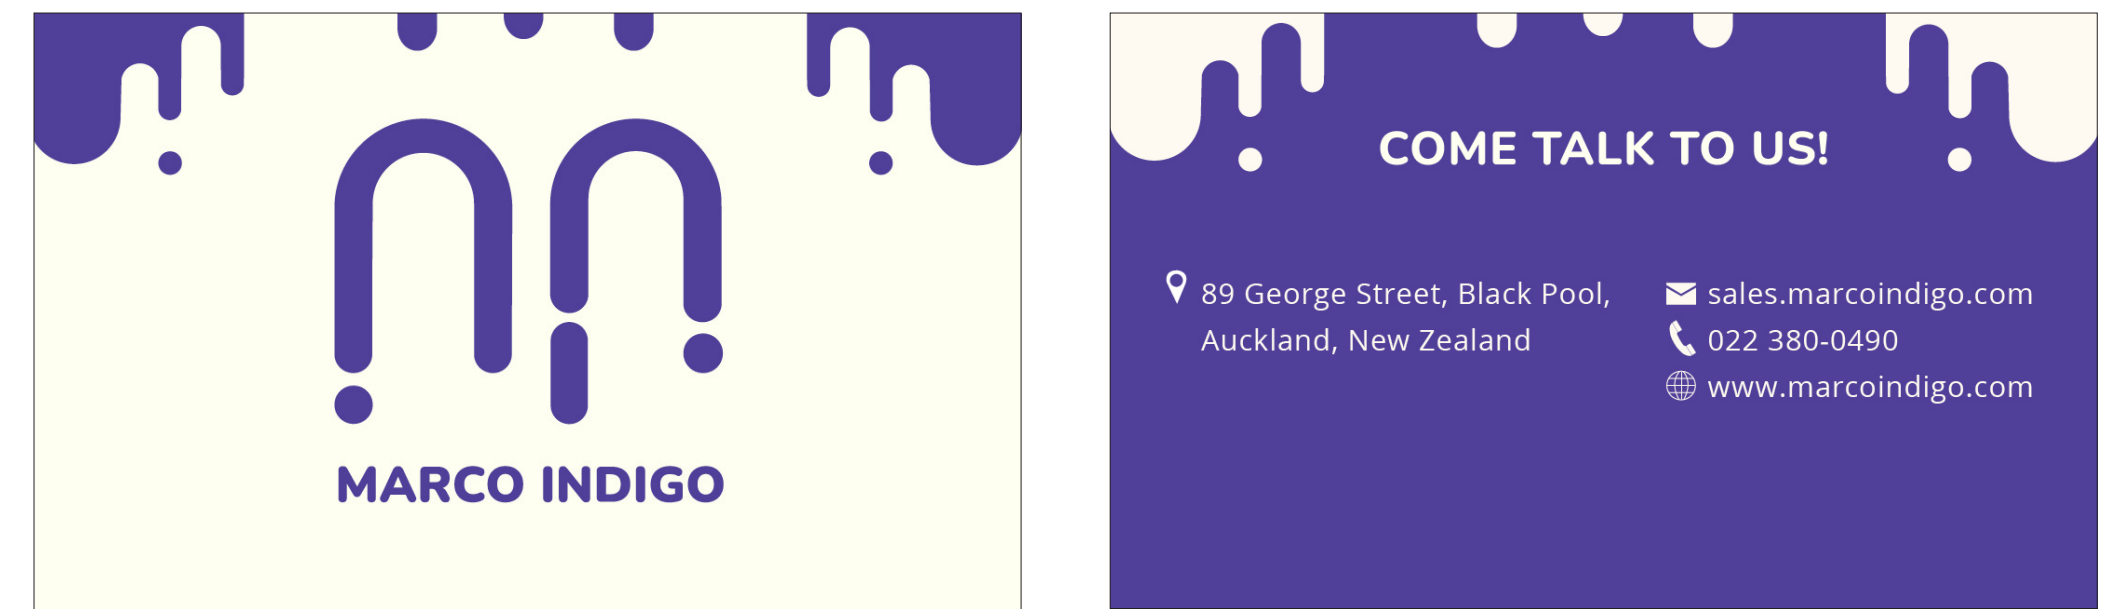 MARCO INDIGO
COME TALK TO US!
89 George Street, Black Pool,
Auckland, New Zealand
sales.marcoindigo.com
022 380-0490
www.marcoindigo.com